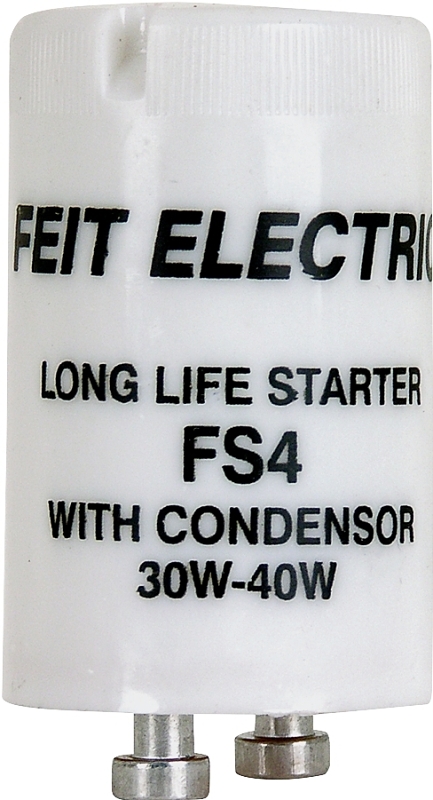 FEIT ELECTRIC
LONG LIFE STARTER
FS4
WITH CONDENSOR
30W-40W